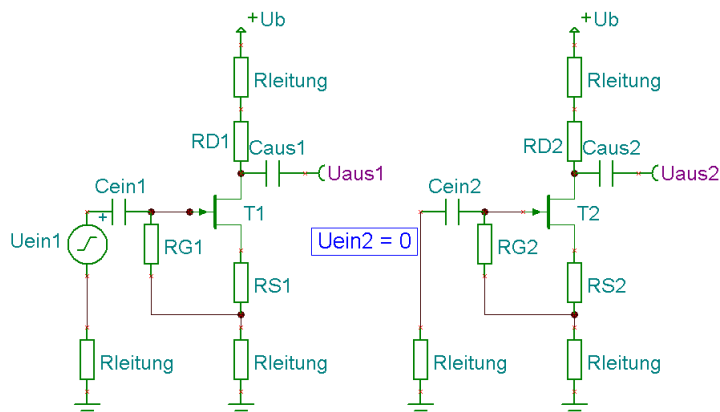 +Ub
+Ub
Rleitung
Rleitung
RD1
Caus1
RD2
Caus2
Uaus1
Uaus2
Cein1
Cein2
+
T1
T2
Uein1
RG1
Uein2 = 0
RG2
RS1
RS2
Rleitung
Rleitung
Rleitung
Rleitung